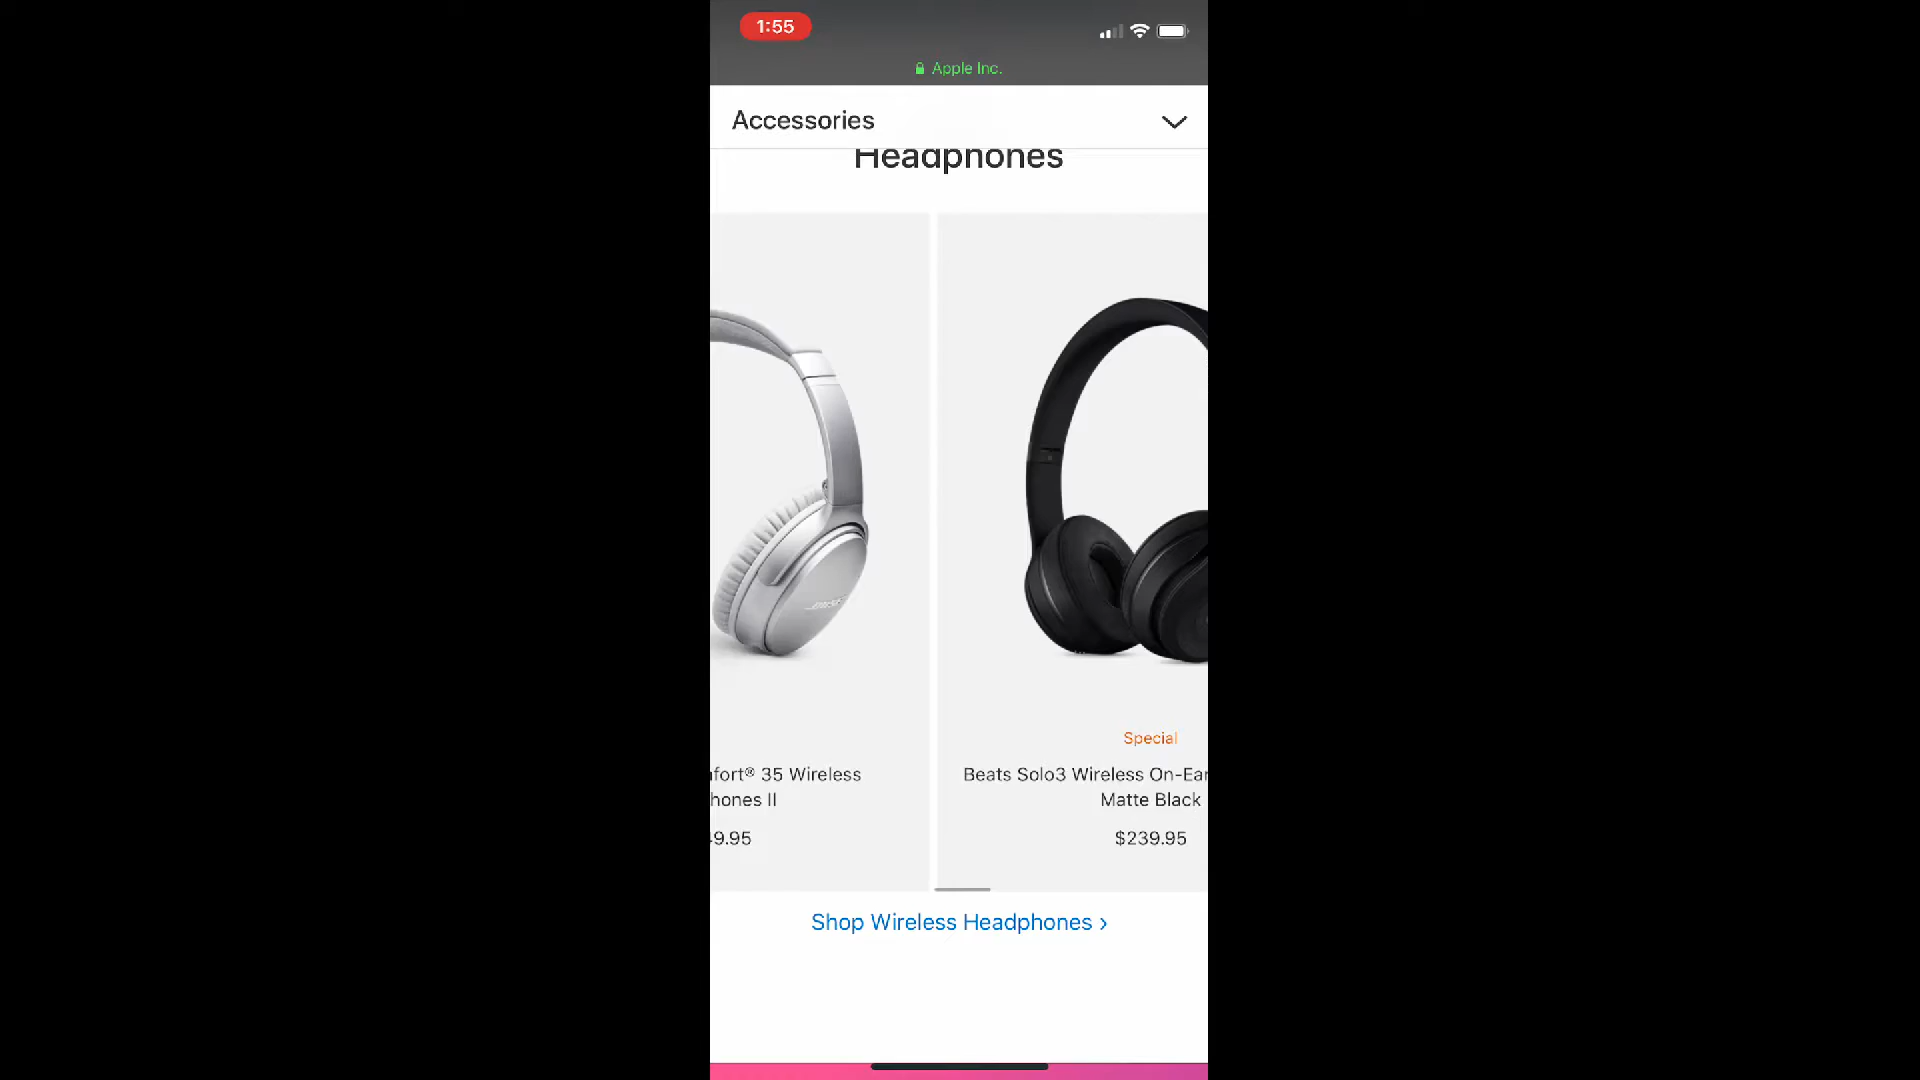 1:55
Apple Inc.
Accessories
Headphones
Special
fort® 35 Wireless
hones II
9.95
Beats Solo3 Wireless On-Ear
Matte Black
$239.95
Shop Wireless Headphones ›